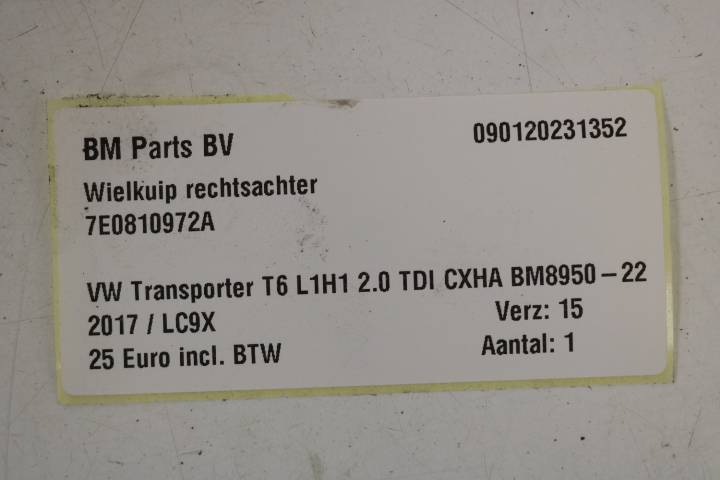 BM Parts BV 090120231352
Wielkuip rechtsachter
7E0810972A
VW Transporter T6 L1H1 2.0 TDI CXHA BM8950-22
2017 / LC9X Verz: 15
25 Euro incl. BTW Aantal: 1